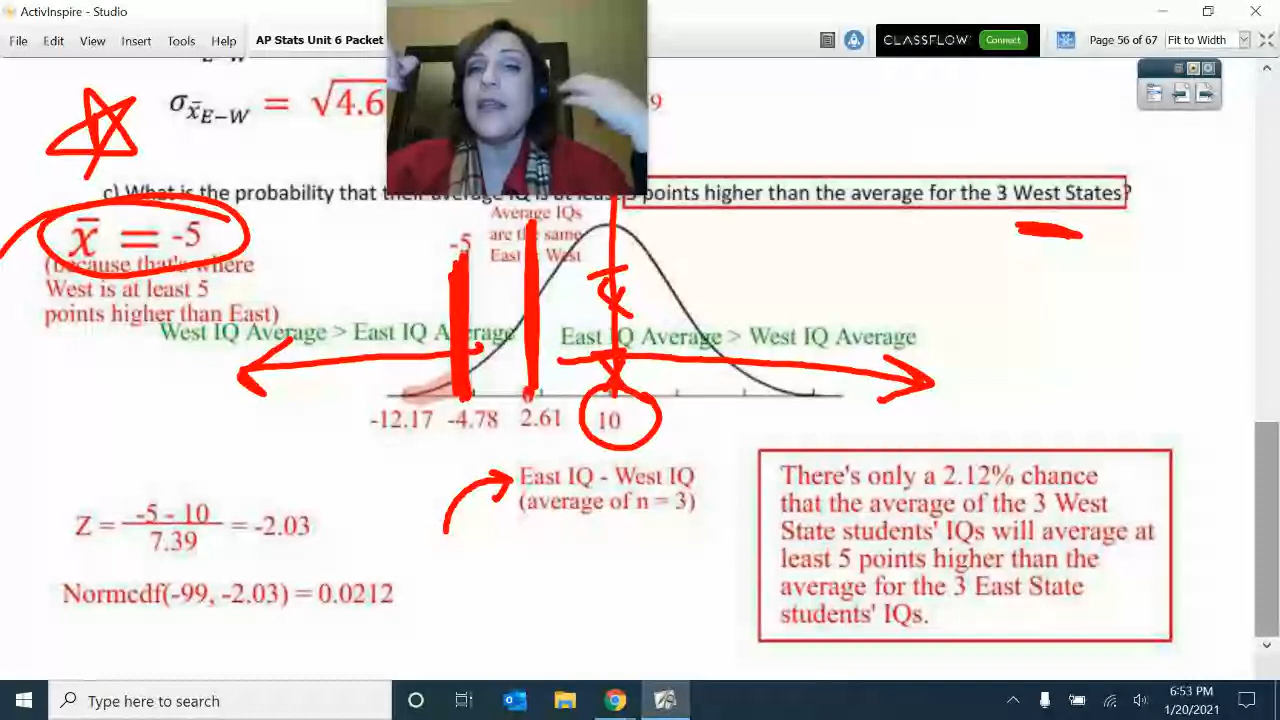 ActivInspire - Studio
File Edit View Insert Tools Help AP Stats Unit 6 Packet CLASSFLOW Connect Page 56 of 67 Fit to Width
σx̄E−W = √4.6 9
c) What is the probability that their average IQ is at least 5 points higher than the average for the 3 West States?
x̄ = -5
(because that's where
West is at least 5
points higher than East)
-5
Average IQs
are the same
East West
West IQ Average > East IQ Average
East IQ Average > West IQ Average
-12.17 -4.78 2.61 10
East IQ - West IQ
(average of n = 3)
Z = -5 - 10 / 7.39 = -2.03
Normcdf(-99, -2.03) = 0.0212
There's only a 2.12% chance
that the average of the 3 West
State students' IQs will average at
least 5 points higher than the
average for the 3 East State
students' IQs.
Type here to search
6:53 PM
1/20/2021